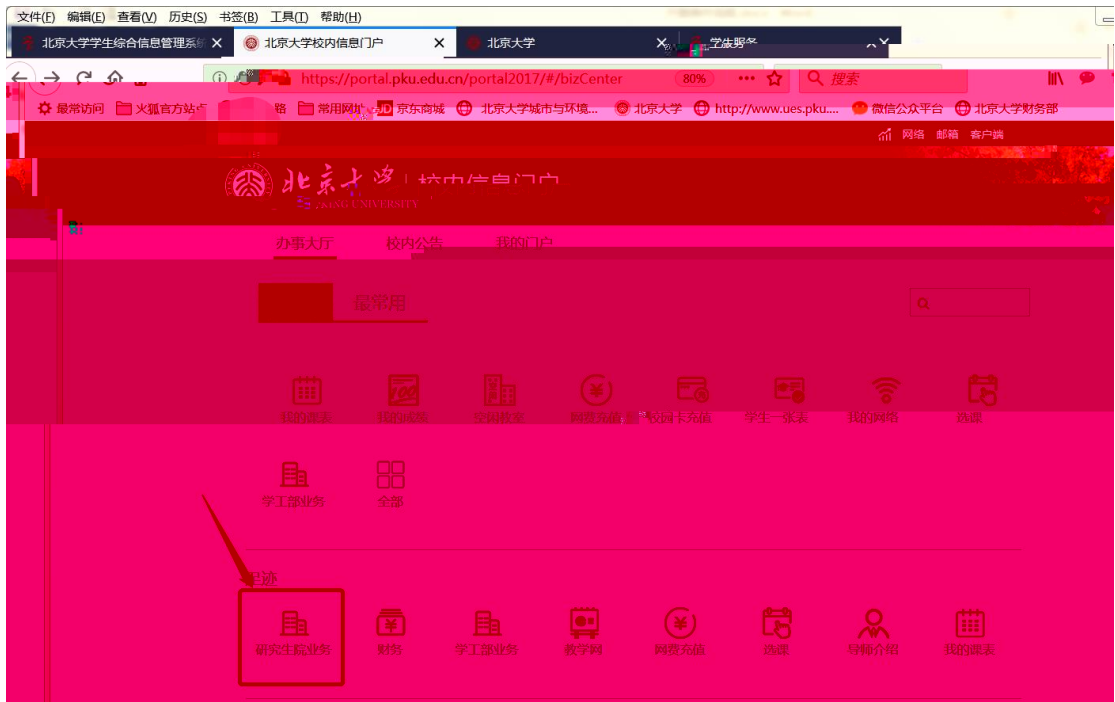 文件(F) 编辑(E) 查看(V) 历史(S) 书签(B) 工具(T) 帮助(H)
北京大学学生综合信息管理系统 北京大学校内信息门户 北京大学
https://portal.pku.edu.cn/portal2017/#/bizCenter 80% 搜索
最常访问 火狐官方站点 常用网址 JD 京东商城 北京大学城市与环境... 北京大学 http://www.ues.pku.... 微信公众平台 北京大学财务部
网络 邮箱 客户端
北京大学 校内信息门户
UNIVERSITY
办事大厅 校内公告 我的门户
最常用
我的课表 我的成绩 空闲教室 网费充值 校园卡充值 学生一张表 我的网络 选课
学工部业务 全部
足迹
研究生院业务 财务 学工部业务 教学网 网费充值 选课 导师介绍 我的课表